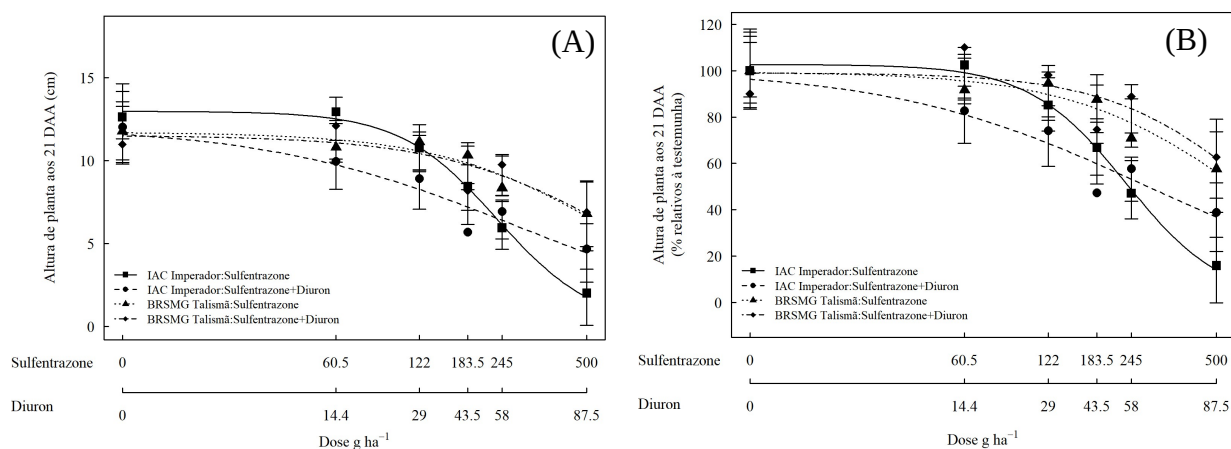 (A)
Altura de planta aos 21 DAA (cm)
15
10
5
0
IAC Imperador:Sulfentrazone
IAC Imperador:Sulfentrazone+Diuron
BRSMG Talismã:Sulfentrazone
BRSMG Talismã:Sulfentrazone+Diuron
Sulfentrazone
0 60.5 122 183.5 245 500
Diuron
0 14.4 29 43.5 58 87.5
Dose g ha⁻¹
(B)
Altura de planta aos 21 DAA
(% relativos à testemunha)
120
100
80
60
40
20
0
IAC Imperador:Sulfentrazone
IAC Imperador:Sulfentrazone+Diuron
BRSMG Talismã:Sulfentrazone
BRSMG Talismã:Sulfentrazone+Diuron
Sulfentrazone
0 60.5 122 183.5 245 500
Diuron
0 14.4 29 43.5 58 87.5
Dose g ha⁻¹